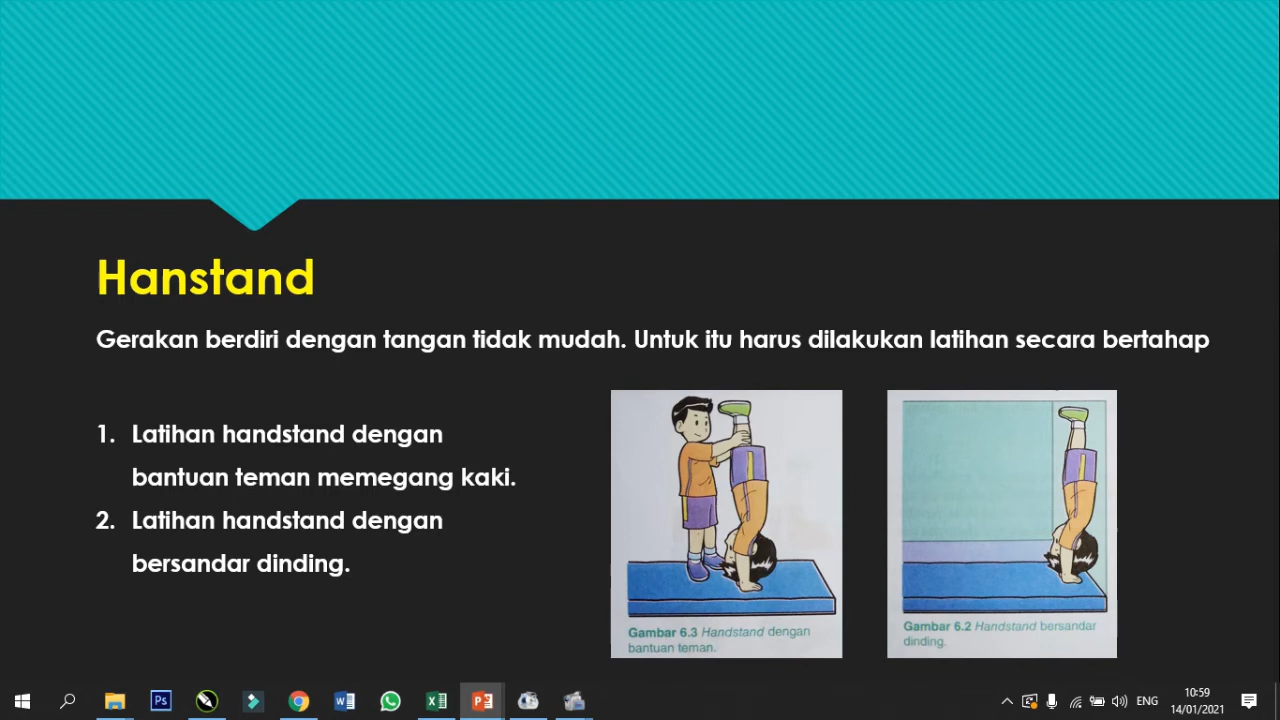 Hanstand
Gerakan berdiri dengan tangan tidak mudah. Untuk itu harus dilakukan latihan secara bertahap
1. Latihan handstand dengan
bantuan teman memegang kaki.
2. Latihan handstand dengan
bersandar dinding.
Gambar 6.3 Handstand dengan
bantuan teman.
Gambar 6.2 Handstand bersandar
dinding.
Ps
ENG
10:59
14/01/2021